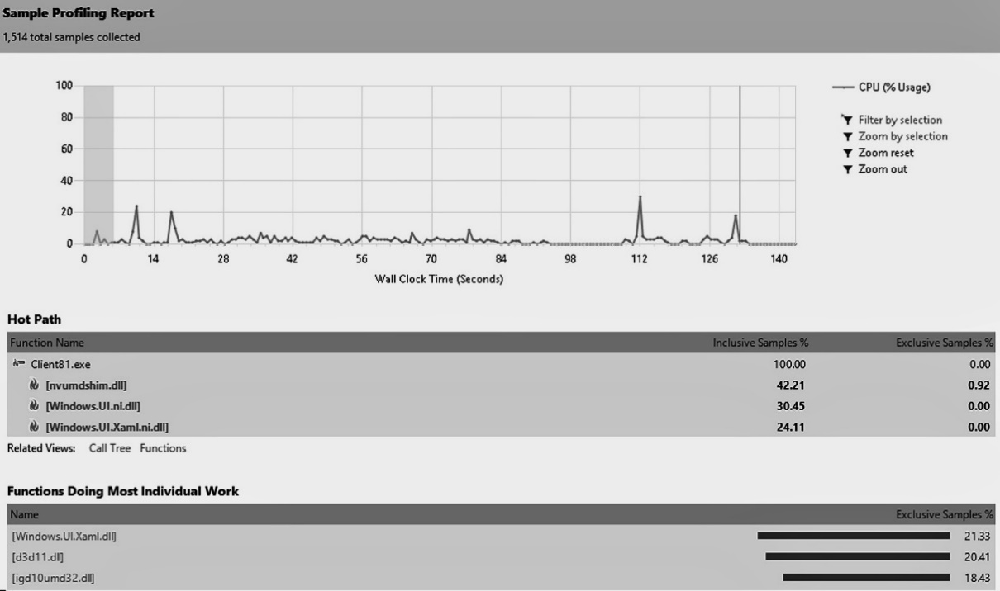 Sample Profiling Report
1,514 total samples collected
100
80
60
40
20
0
0 14 28 42 56 70 84 98 112 126 140
Wall Clock Time (Seconds)
CPU (% Usage)
Filter by selection
Zoom by selection
Zoom reset
Zoom out
Hot Path
Function Name Inclusive Samples % Exclusive Samples %
Client81.exe 100.00 0.00
[nvumdshim.dll] 42.21 0.92
[Windows.UI.ni.dll] 30.45 0.00
[Windows.UI.Xaml.ni.dll] 24.11 0.00
Related Views: Call Tree Functions
Functions Doing Most Individual Work
Name Exclusive Samples %
[Windows.UI.Xaml.dll] 21.33
[d3d11.dll] 20.41
[igd10umd32.dll] 18.43